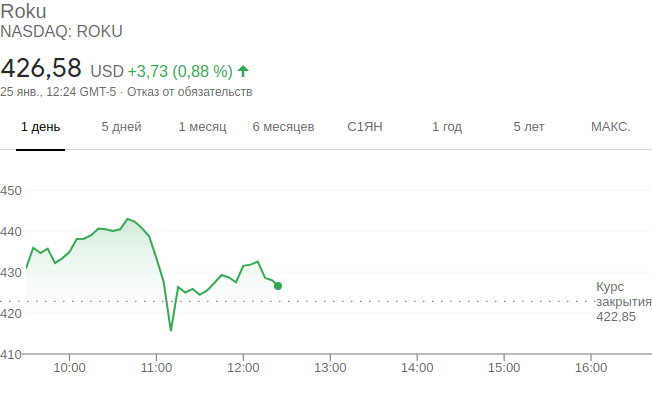 Roku
NASDAQ: ROKU
426,58 USD +3,73 (0,88 %)
25 янв., 12:24 GMT-5 · Отказ от обязательств
1 день 5 дней 1 месяц 6 месяцев С1ЯН 1 год 5 лет МАКС.
450
440
430
Курс
закрытия
422,85
420
410
10:00 11:00 12:00 13:00 14:00 15:00 16:00